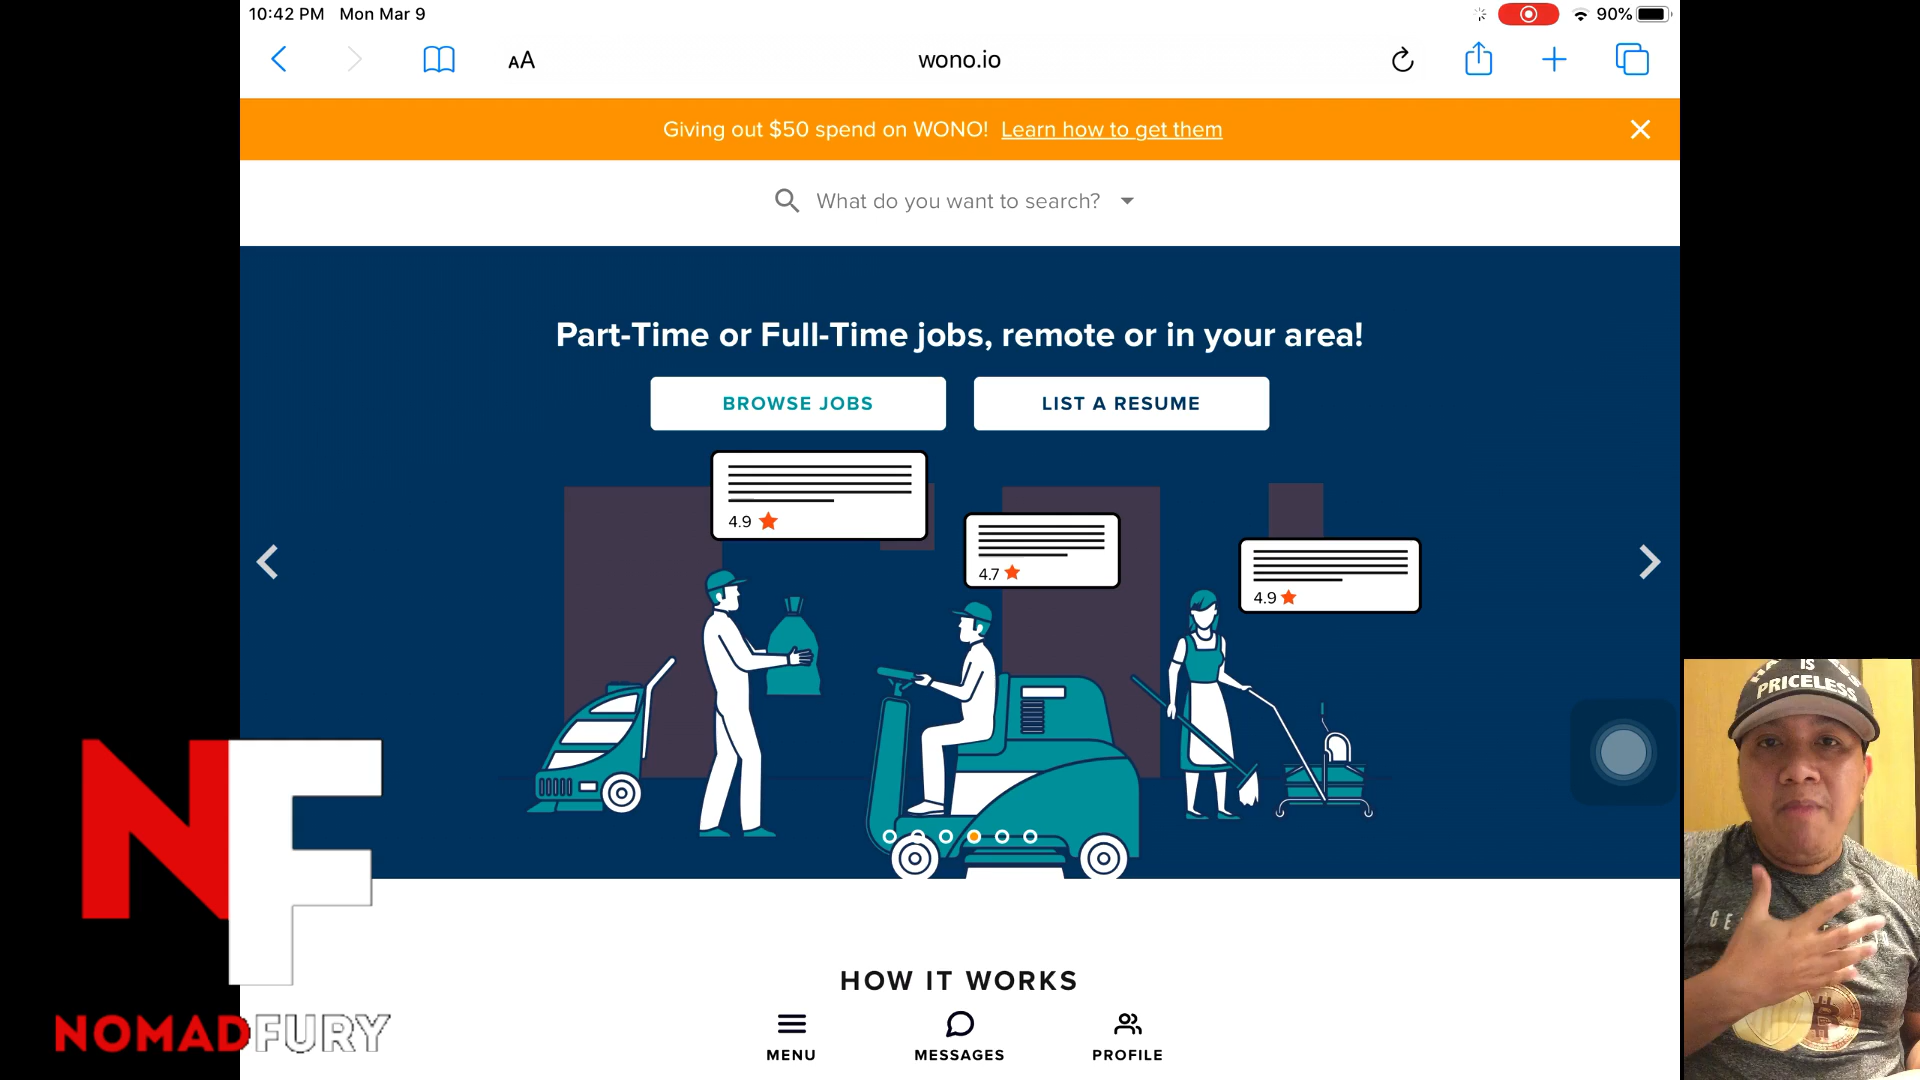 10:42 PM Mon Mar 9
90%
AA
wono.io
Giving out $50 spend on WONO! Learn how to get them
What do you want to search?
Part-Time or Full-Time jobs, remote or in your area!
BROWSE JOBS
LIST A RESUME
4.9
4.7
4.9
IS
PRICELESS
NF
NOMADFURY
HOW IT WORKS
MENU
MESSAGES
PROFILE